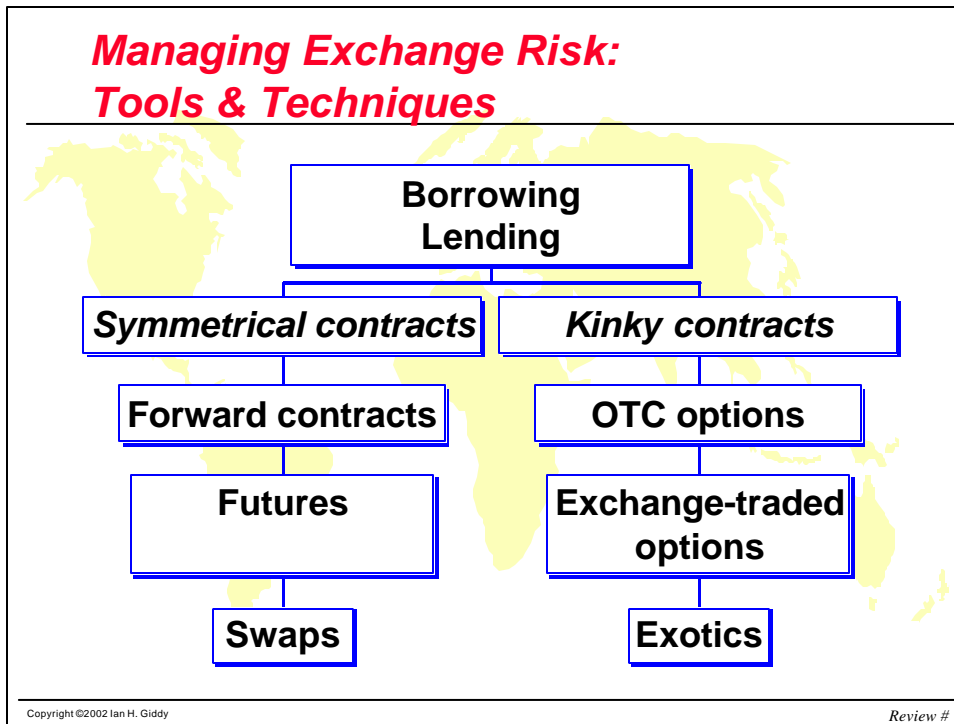 Managing Exchange Risk:
Tools & Techniques
Borrowing
Lending
Symmetrical contracts
Kinky contracts
Forward contracts
OTC options
Futures
Exchange-traded
options
Swaps
Exotics
Copyright ©2002 Ian H. Giddy
Review #